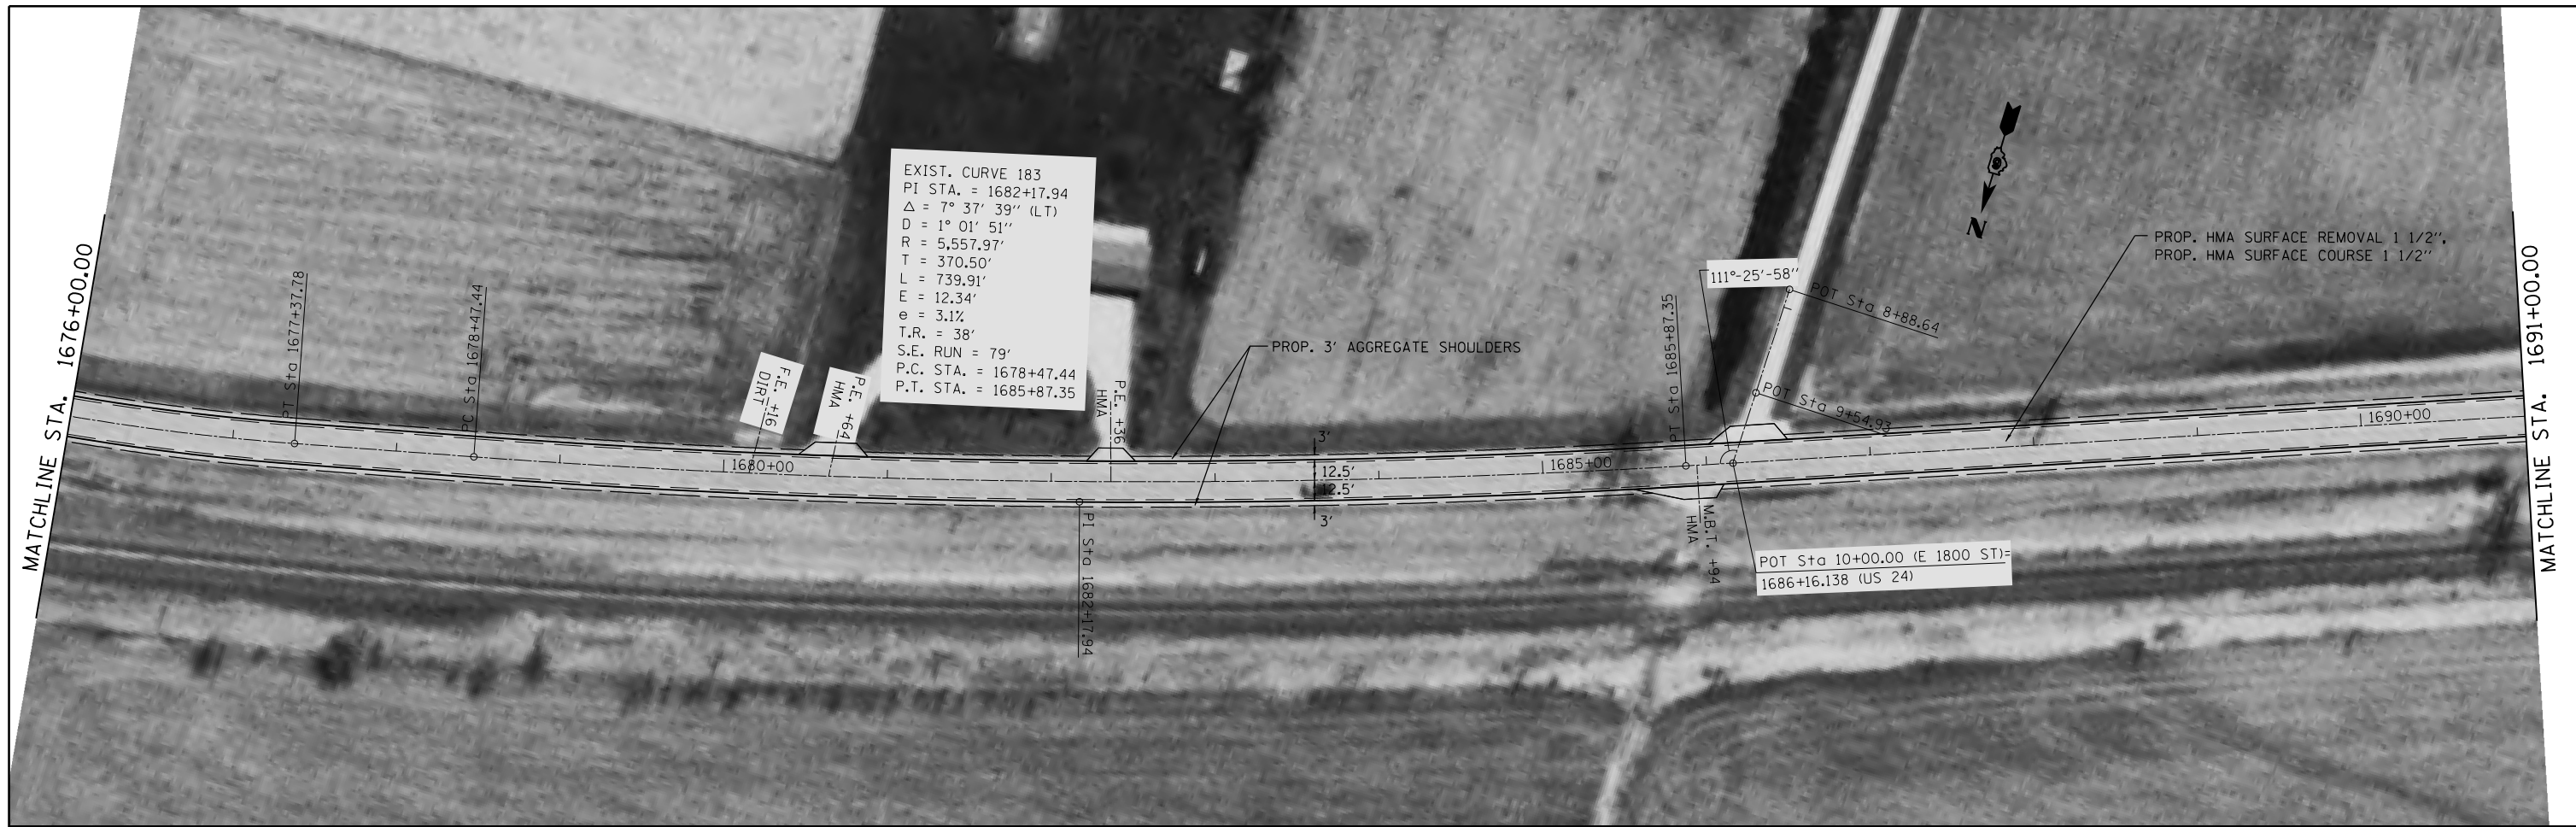 MATCHLINE STA. 1676+00.00
PT Sta 1677+37.78
PC Sta 1678+47.44
F.E. +16
DIRT
P.E. +64
HMA
EXIST. CURVE 183
PI STA. = 1682+17.94
Δ = 7° 37' 39" (LT)
D = 1° 01' 51"
R = 5,557.97'
T = 370.50'
L = 739.91'
E = 12.34'
e = 3.1%
T.R. = 38'
S.E. RUN = 79'
P.C. STA. = 1678+47.44
P.T. STA. = 1685+87.35
P.E. +36
HMA
PROP. 3' AGGREGATE SHOULDERS
1680+00
PI Sta 1682+17.94
3'
12.5'
12.5'
3'
1685+00
PT Sta 1685+87.35
111°-25'-58"
POT Sta 8+88.64
POT Sta 9+54.93
M.B.T. +94
HMA
POT Sta 10+00.00 (E 1800 ST)=
1686+16.138 (US 24)
N
PROP. HMA SURFACE REMOVAL 1 1/2",
PROP. HMA SURFACE COURSE 1 1/2"
1690+00
MATCHLINE STA. 1691+00.00